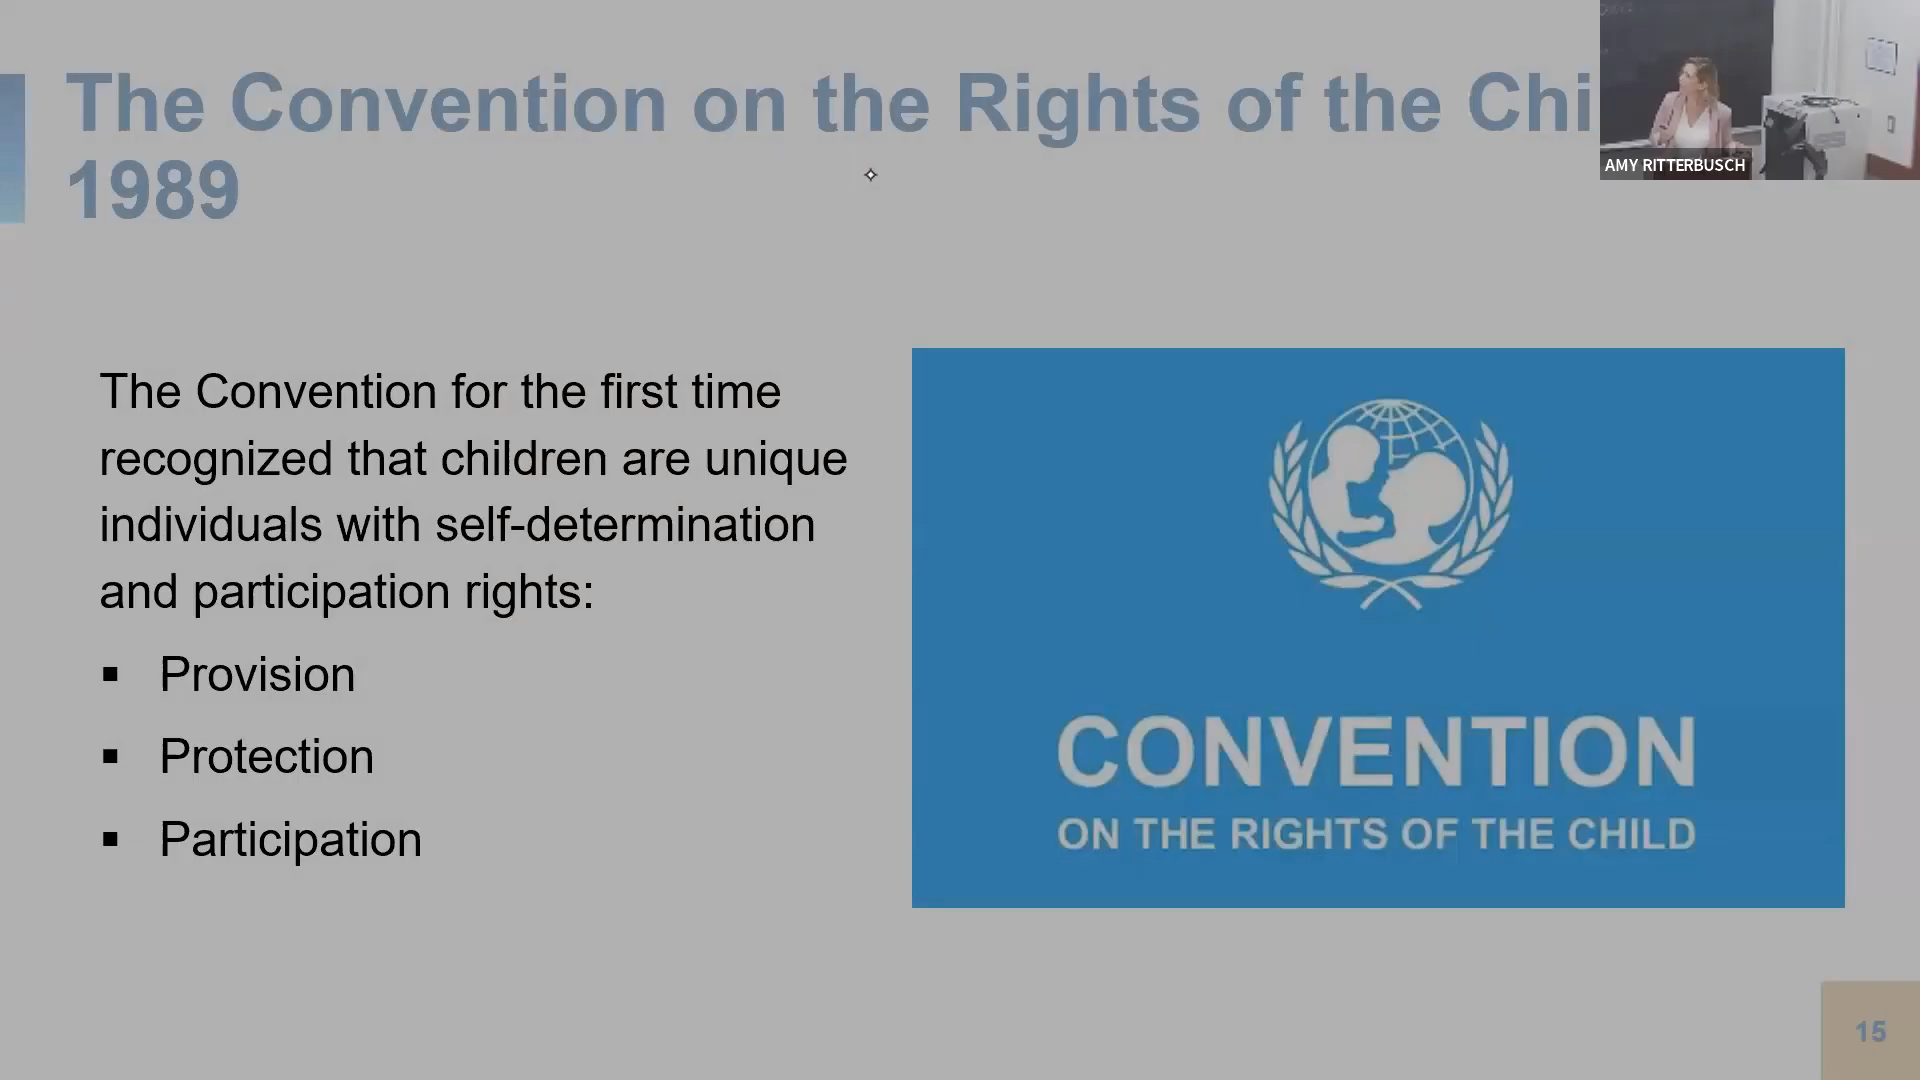 The Convention on the Rights of the Chi
1989
AMY RITTERBUSCH
The Convention for the first time
recognized that children are unique
individuals with self-determination
and participation rights:
▪ Provision
▪ Protection
▪ Participation
CONVENTION
ON THE RIGHTS OF THE CHILD
15